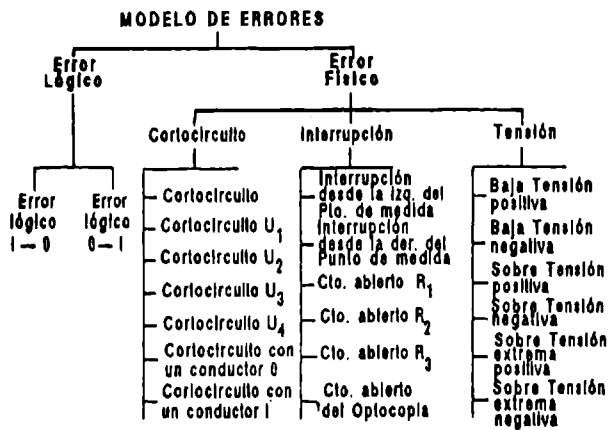 MODELO DE ERRORES
Error
Lógico
Error
Físico
Cortocircuito
Interrupción
Tensión
Error
lógico
1 → 0
Error
lógico
0 — 1
Cortocircuito
Cortocircuito U1
Cortocircuito U2
Cortocircuito U3
Cortocircuito U4
Cortocircuito con
un conductor 0
Cortocircuito con
un conductor 1
Interrupción
desde la izq. del
Pto. de medida
Interrupción
desde la der. del
Punto de medida
Cto. abierto R1
Cto. abierto R2
Cto. abierto R3
Cto. abierto
del Optocopla
Baja Tensión
positiva
Baja Tensión
negativa
Sobre Tensión
positiva
Sobre Tensión
negativa
Sobre Tensión
extrema
positiva
Sobre Tensión
extrema
negativa